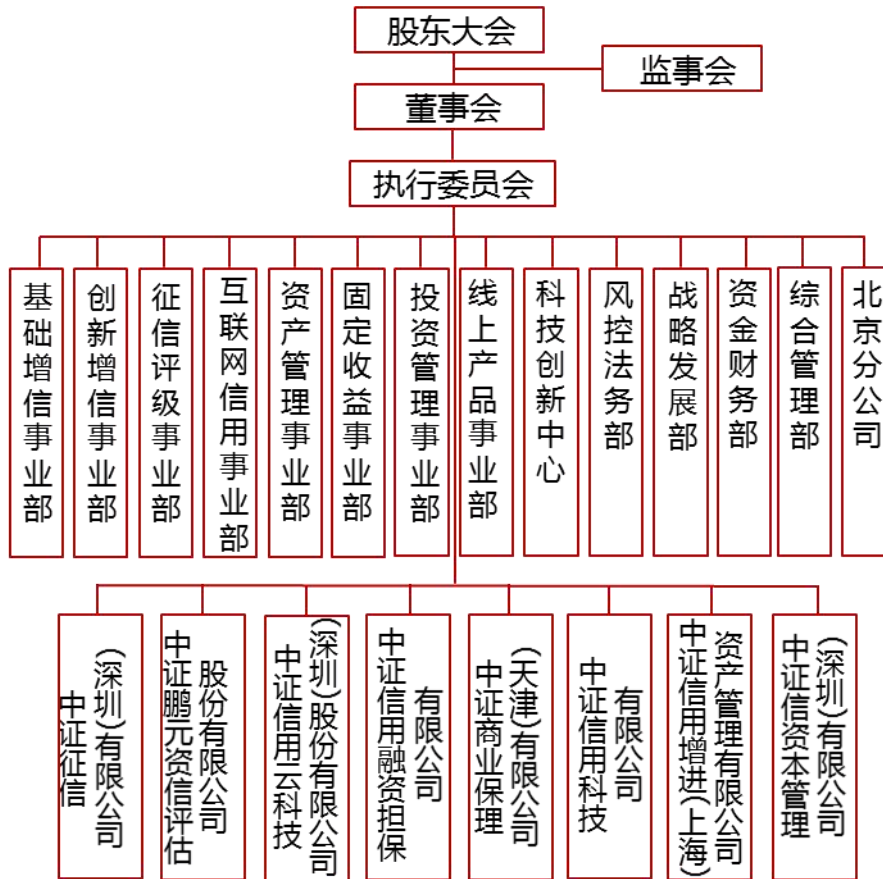 股东大会
监事会
董事会
执行委员会
基础增信事业部
创新增信事业部
征信评级事业部
互联网信用事业部
资产管理事业部
固定收益事业部
投资管理事业部
线上产品事业部
科技创新中心
风控法务部
战略发展部
资金财务部
综合管理部
北京分公司
中证征信
(深圳)有限公司
中证鹏元资信评估
股份有限公司
中证信用云科技
(深圳)股份有限公司
中证信用融资担保
有限公司
中证商业保理
(天津)有限公司
中证信用科技
有限公司
中证信用增进(上海)
资产管理有限公司
中证信资本管理
(深圳)有限公司